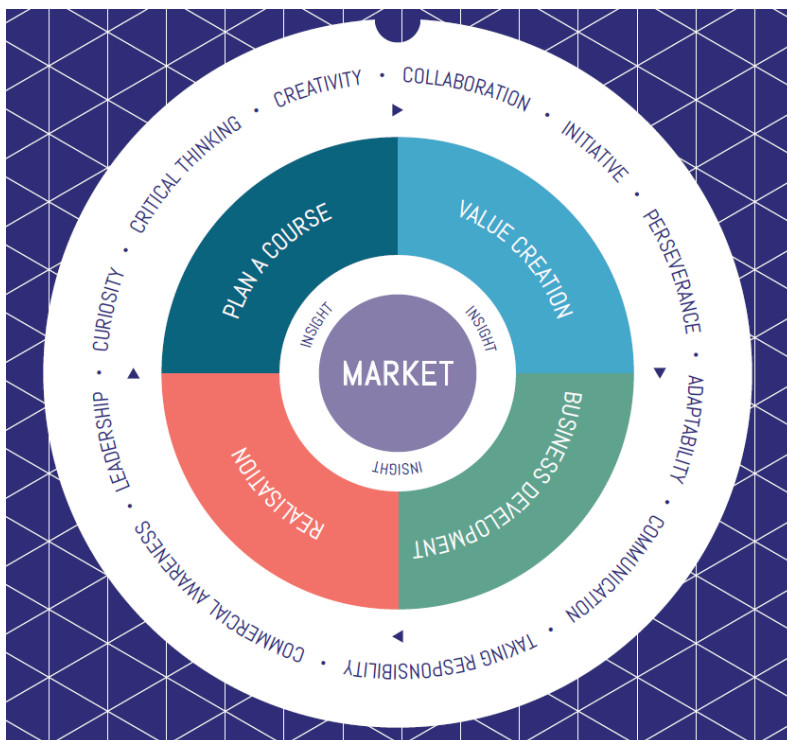 CREATIVITY • COLLABORATION • INITIATIVE • PERSEVERANCE • ADAPTABILITY • COMMUNICATION • TAKING RESPONSIBILITY • COMMERCIAL AWARENESS • LEADERSHIP • CURIOSITY • CRITICAL THINKING •
PLAN A COURSE
VALUE CREATION
BUSINESS DEVELOPMENT
REALISATION
INSIGHT
INSIGHT
INSIGHT
MARKET